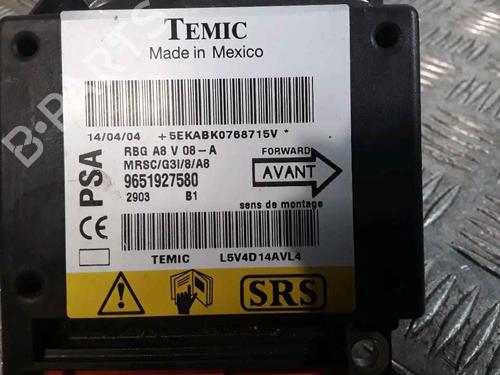 TEMIC
Made in Mexico
14/04/04 +5EKABK0768715V *
PSA
RBG A8 V 08-A
MRSC/G3I/8/A8
9651927580
2903 B1
FORWARD
AVANT
sens de montage
CE
TEMIC L5V4D14AVL4
SRS
B-PARTS